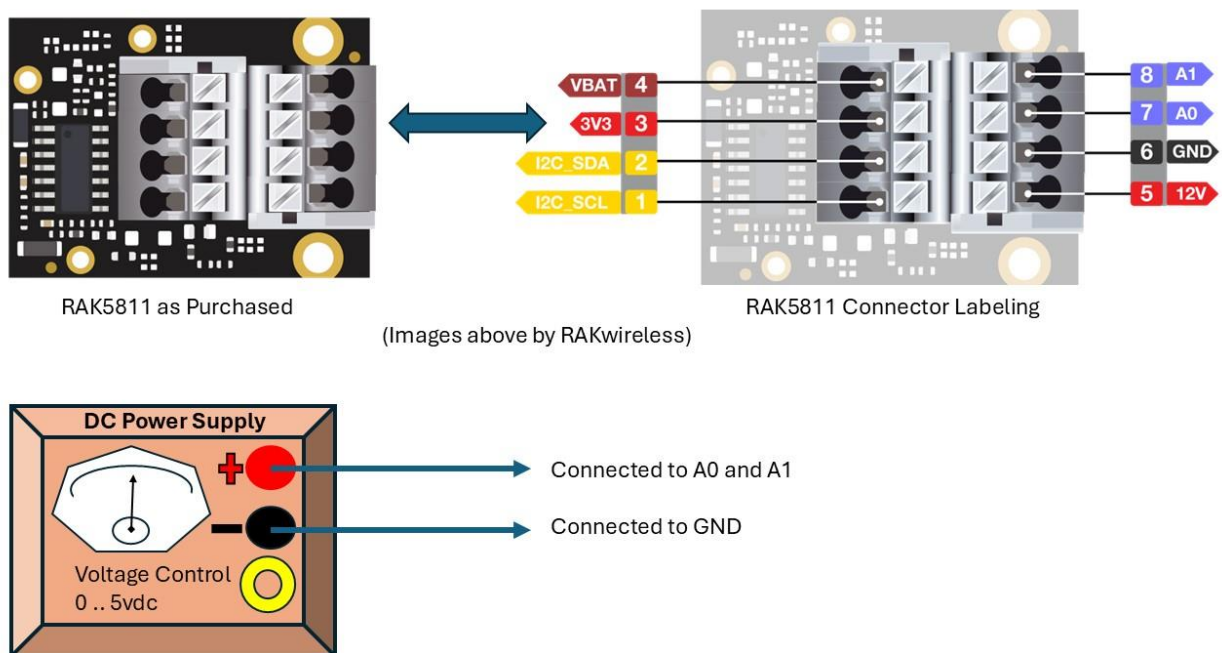 VBAT 4
3V3 3
I2C_SDA 2
I2C_SCL 1
8 A1
7 A0
6 GND
5 12V
RAK5811 as Purchased
RAK5811 Connector Labeling
(Images above by RAKwireless)
DC Power Supply
+
Connected to A0 and A1
−
Connected to GND
Voltage Control
0 .. 5vdc